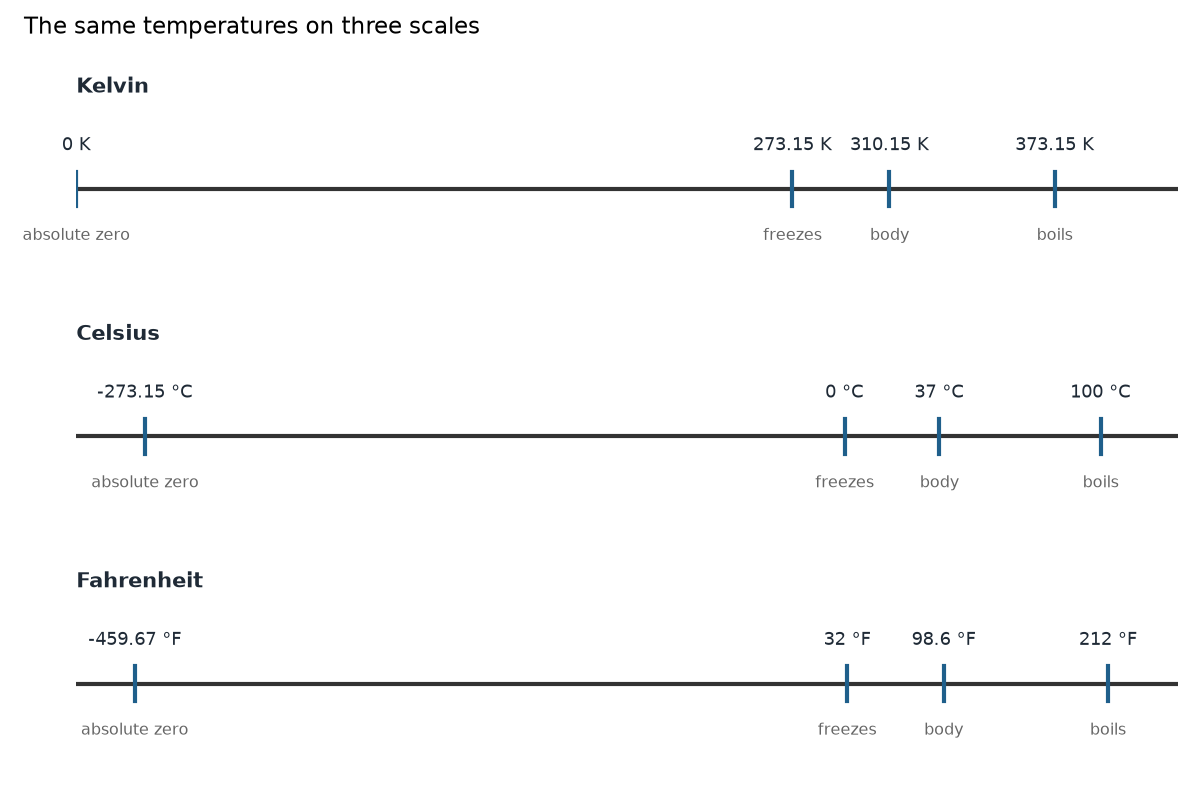 The same temperatures on three scales
Kelvin
0 K 273.15 K 310.15 K 373.15 K
absolute zero freezes body boils
Celsius
-273.15 °C 0 °C 37 °C 100 °C
absolute zero freezes body boils
Fahrenheit
-459.67 °F 32 °F 98.6 °F 212 °F
absolute zero freezes body boils